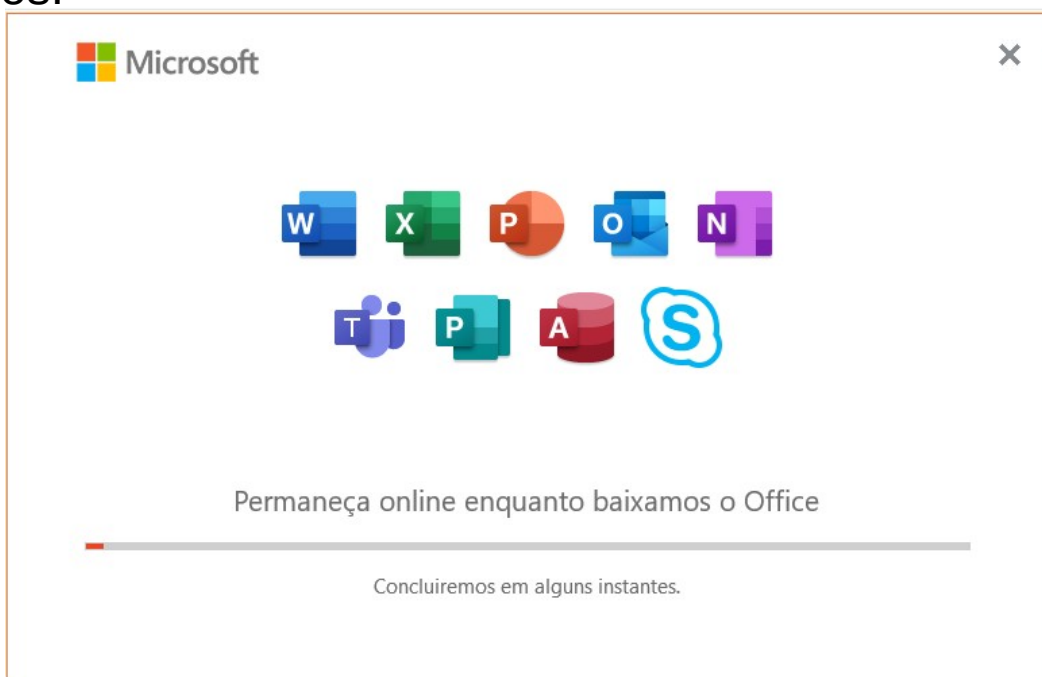 Microsoft
W X P O N
T P A S
Permaneça online enquanto baixamos o Office
Concluiremos em alguns instantes.